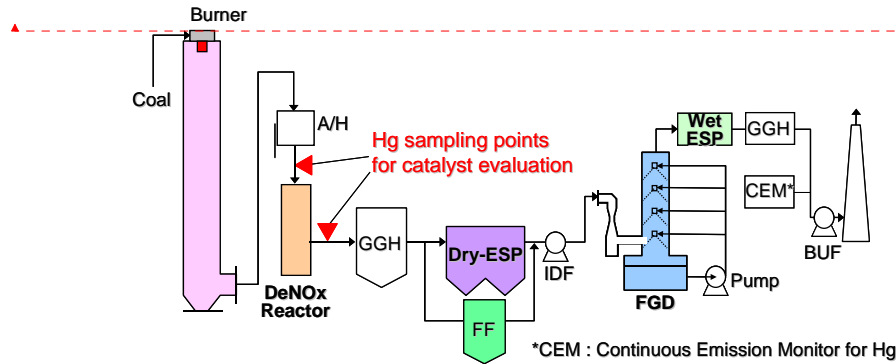 Burner
Coal
A/H
Hg sampling points
for catalyst evaluation
DeNOx
Reactor
GGH
Dry-ESP
FF
IDF
FGD
Pump
Wet
ESP
GGH
CEM*
BUF
*CEM : Continuous Emission Monitor for Hg